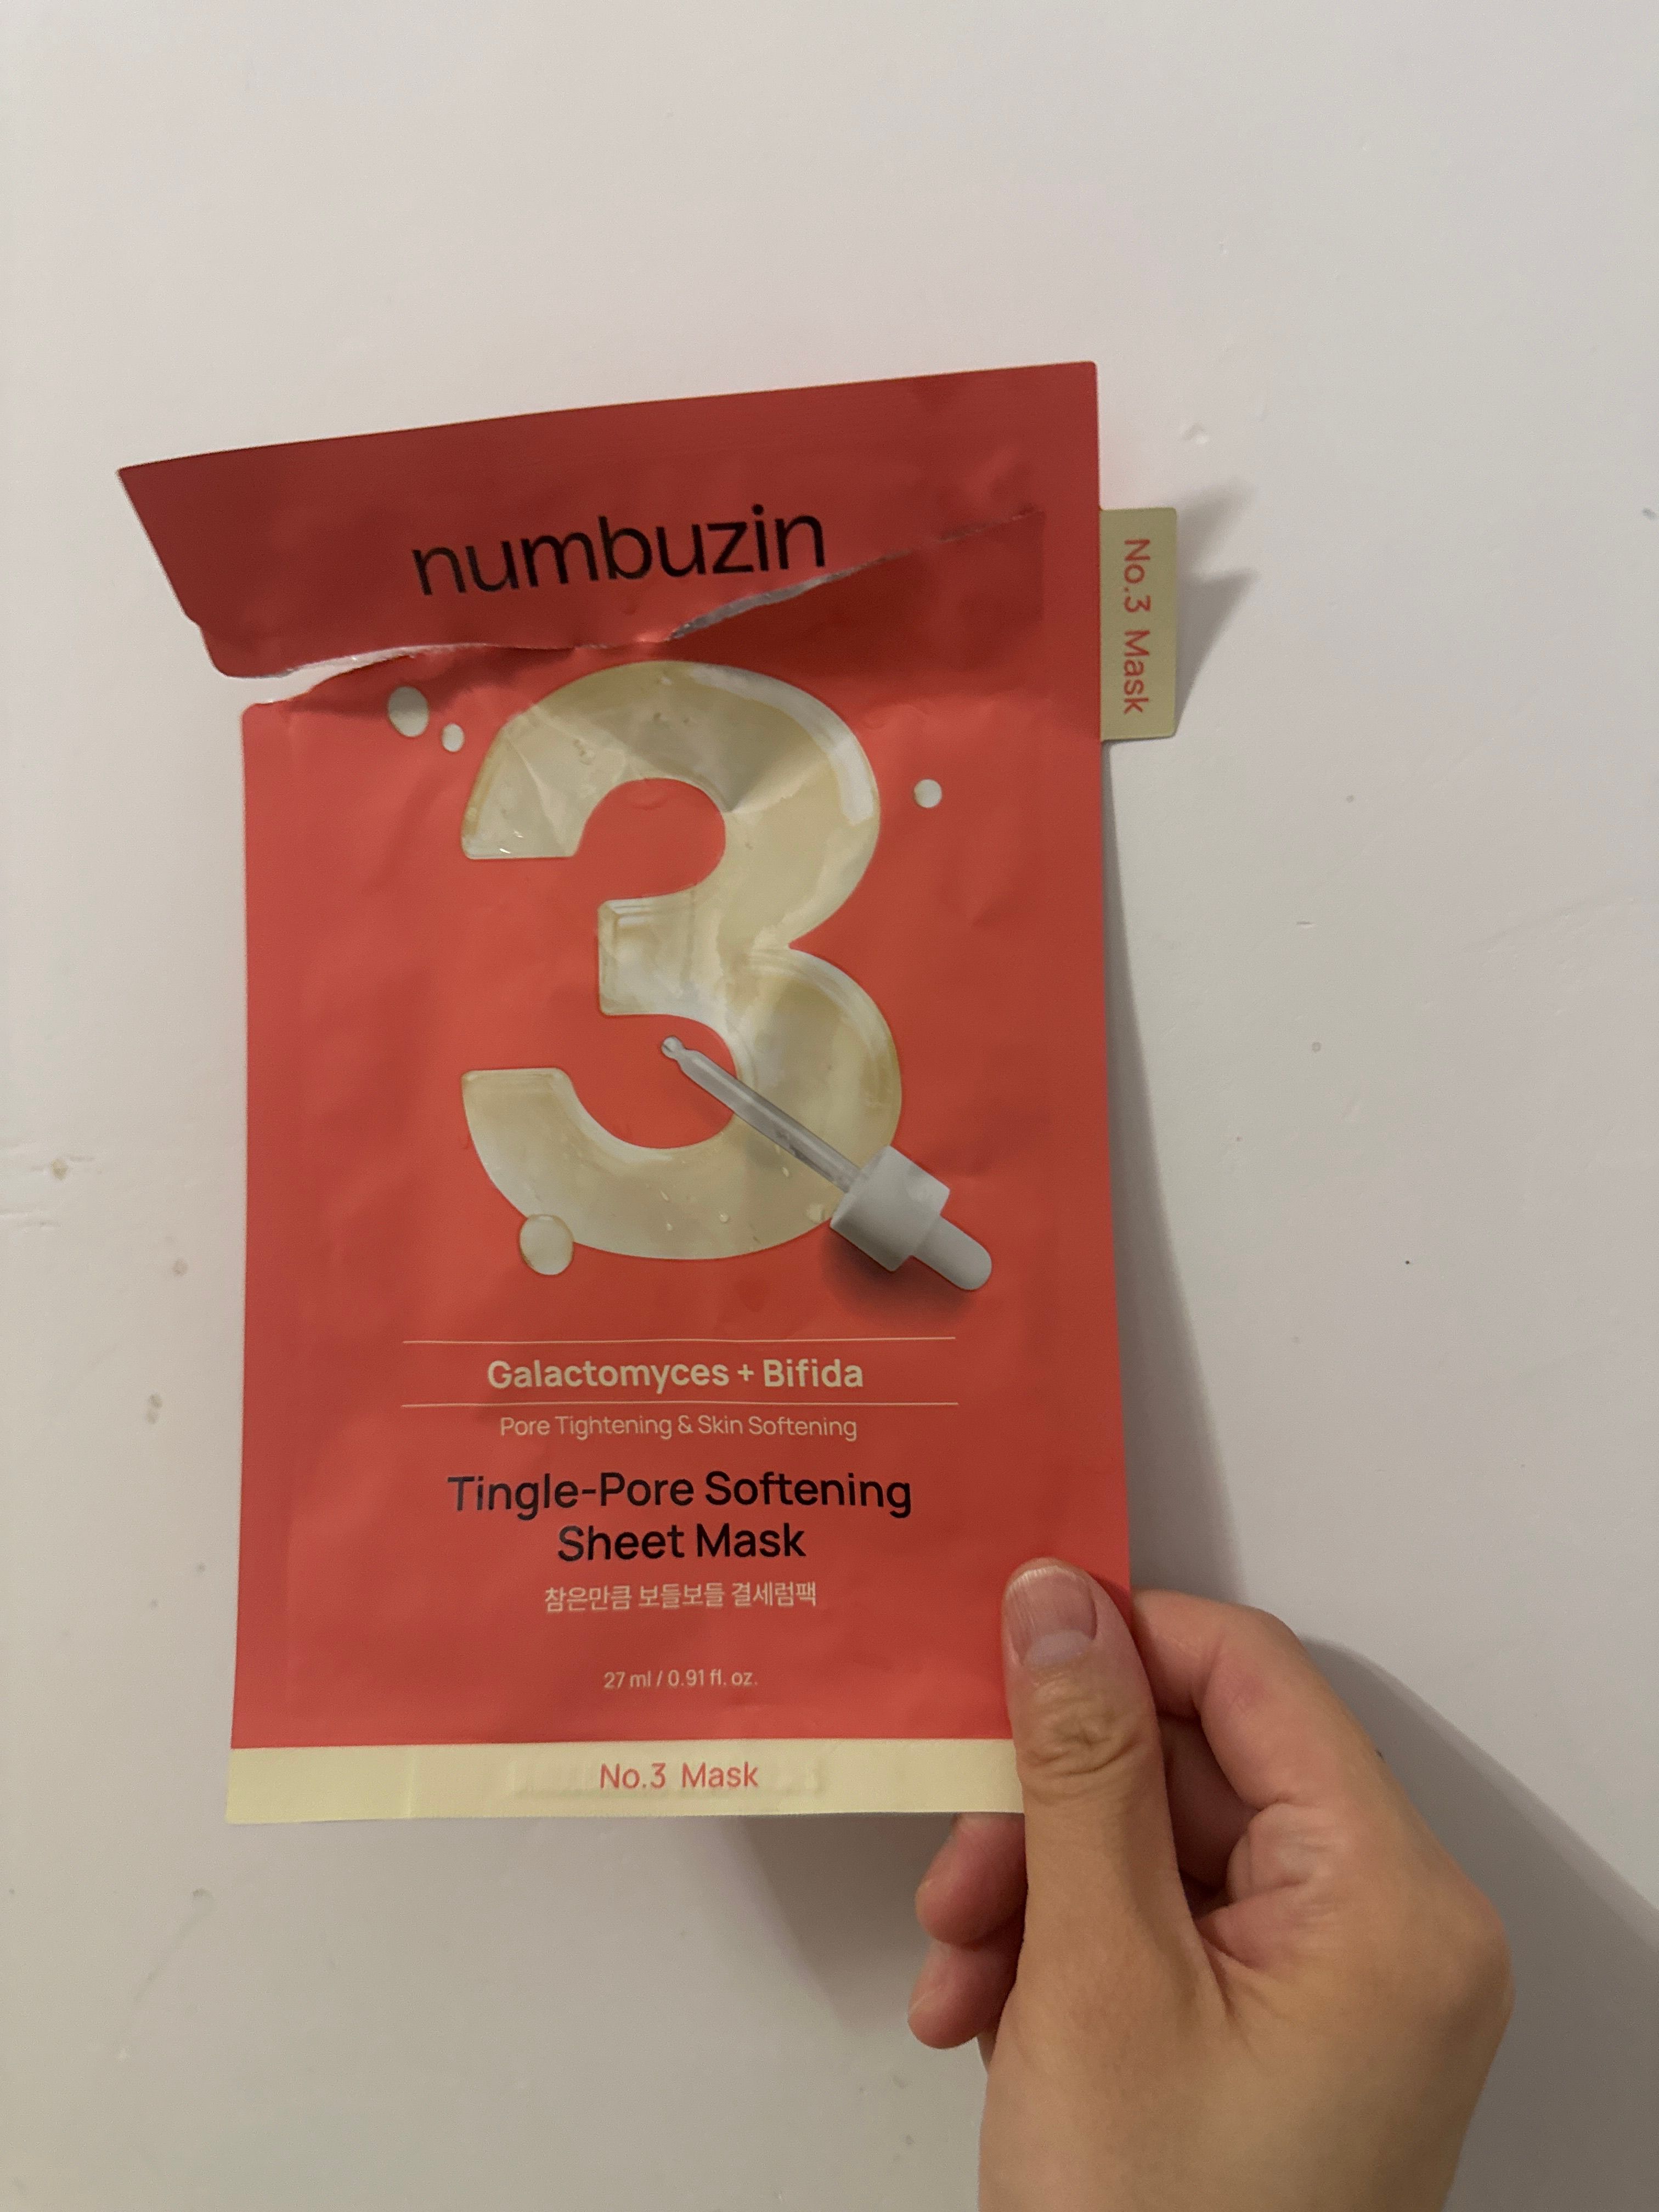 numbuzin
No.3 Mask
3
Galactomyces + Bifida
Pore Tightening & Skin Softening
Tingle-Pore Softening
Sheet Mask
참은만큼 보들보들 결세럼팩
27 ml / 0.91 fl. oz.
No.3 Mask